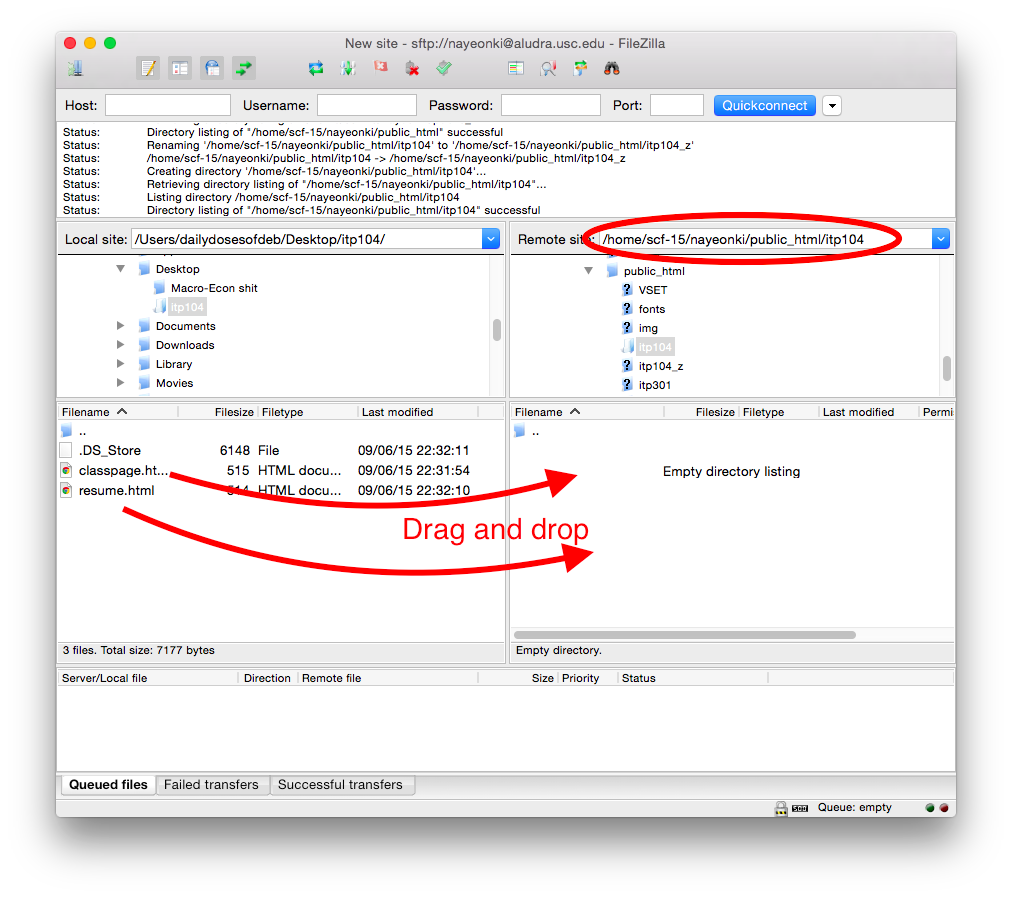 New site - sftp://nayeonki@aludra.usc.edu - FileZilla
Host: Username: Password: Port: Quickconnect
Status: Directory listing of "/home/scf-15/nayeonki/public_html" successful
Status: Renaming '/home/scf-15/nayeonki/public_html/itp104' to '/home/scf-15/nayeonki/public_html/itp104_z'
Status: /home/scf-15/nayeonki/public_html/itp104 -> /home/scf-15/nayeonki/public_html/itp104_z
Status: Creating directory '/home/scf-15/nayeonki/public_html/itp104'...
Status: Retrieving directory listing of "/home/scf-15/nayeonki/public_html/itp104"...
Status: Listing directory /home/scf-15/nayeonki/public_html/itp104
Status: Directory listing of "/home/scf-15/nayeonki/public_html/itp104" successful
Local site: /Users/dailydosesofdeb/Desktop/itp104/
Desktop
Macro-Econ shit
itp104
Documents
Downloads
Library
Movies
Filename Filesize Filetype Last modified
..
.DS_Store 6148 File 09/06/15 22:32:11
classpage.ht... 515 HTML docu... 09/06/15 22:31:54
resume.html 514 HTML docu... 09/06/15 22:32:10
3 files. Total size: 7177 bytes
Remote site: /home/scf-15/nayeonki/public_html/itp104
public_html
VSET
fonts
img
itp104
itp104_z
itp301
Filename Filesize Filetype Last modified Permi
..
Empty directory listing
Empty directory.
Drag and drop
Server/Local file Direction Remote file Size Priority Status
Queued files Failed transfers Successful transfers
Queue: empty